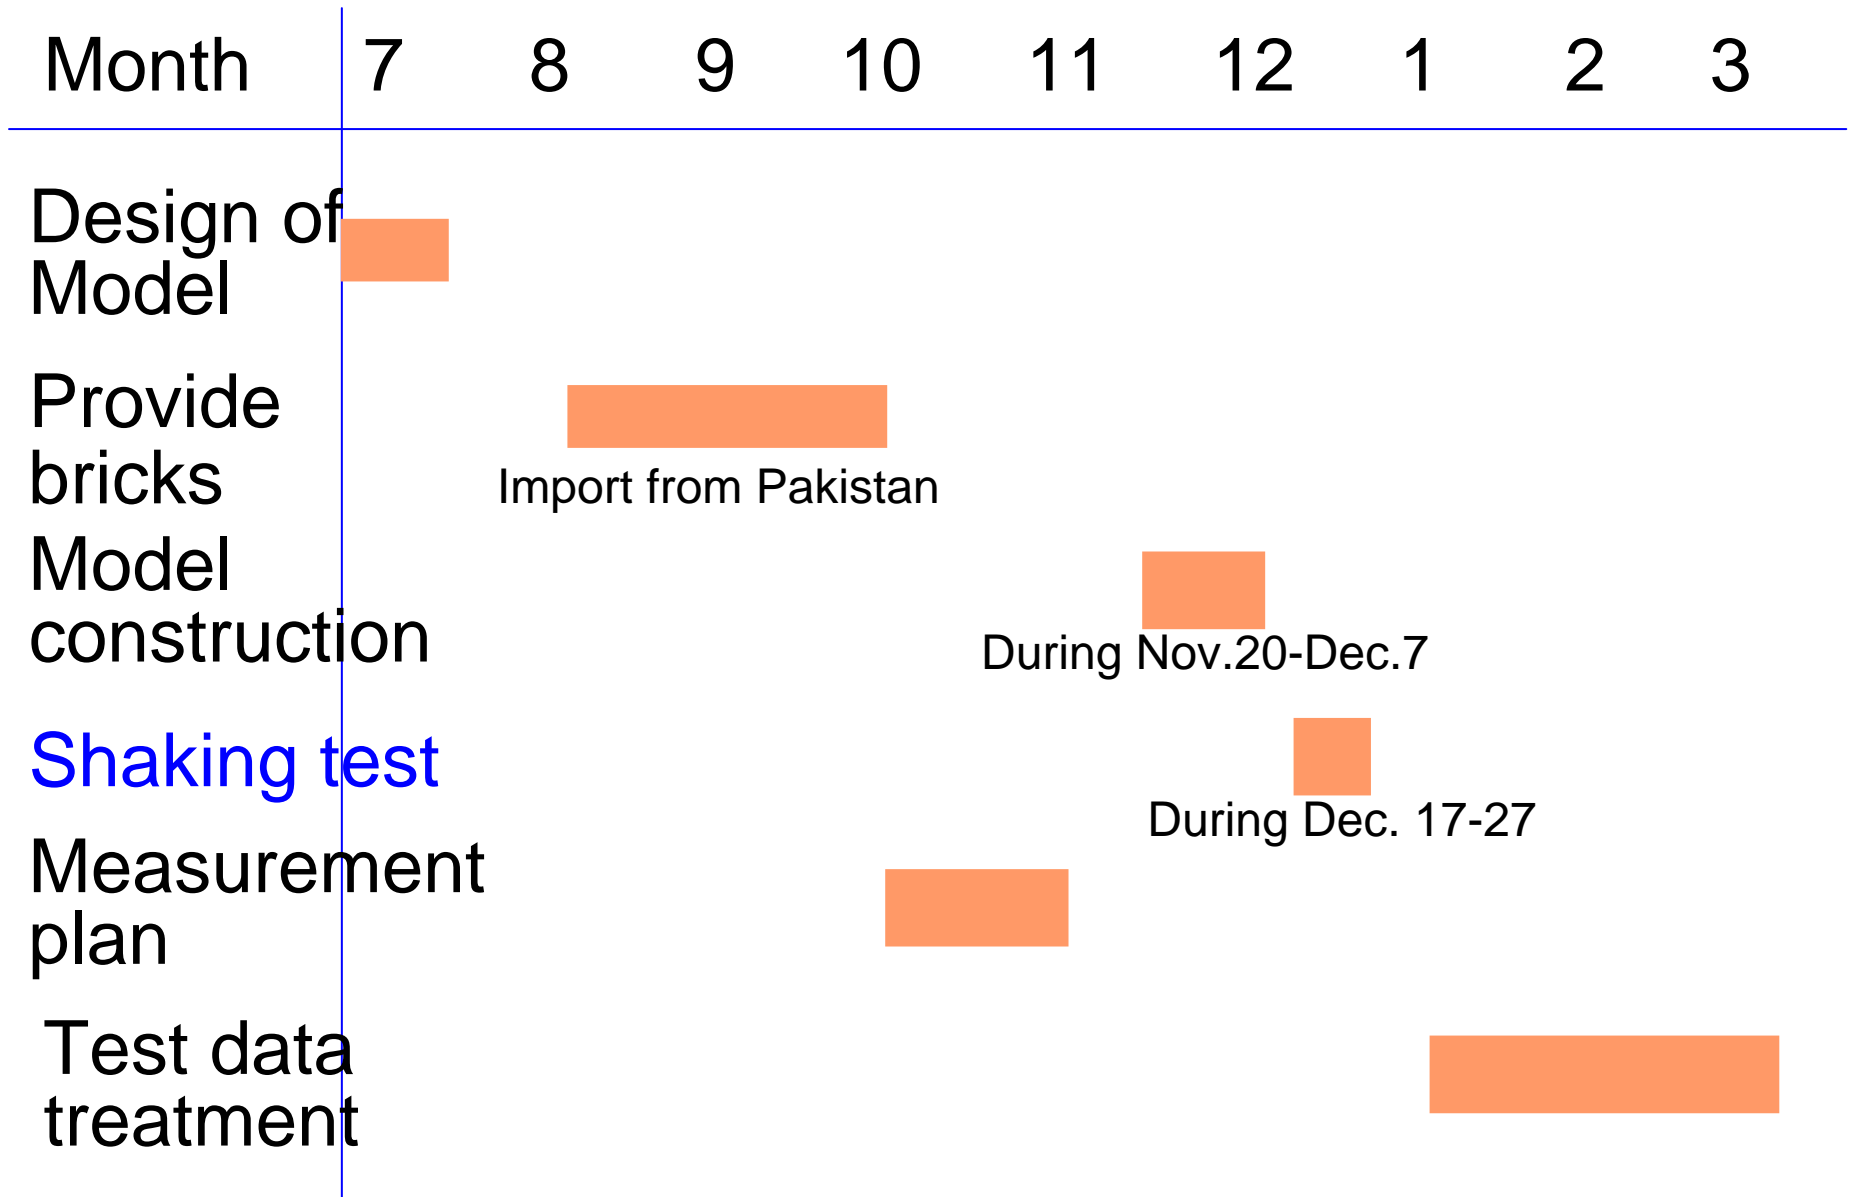 Month 7 8 9 10 11 12 1 2 3
Design of
Model
Provide
bricks
Import from Pakistan
Model
construction
During Nov.20-Dec.7
Shaking test
During Dec. 17-27
Measurement
plan
Test data
treatment